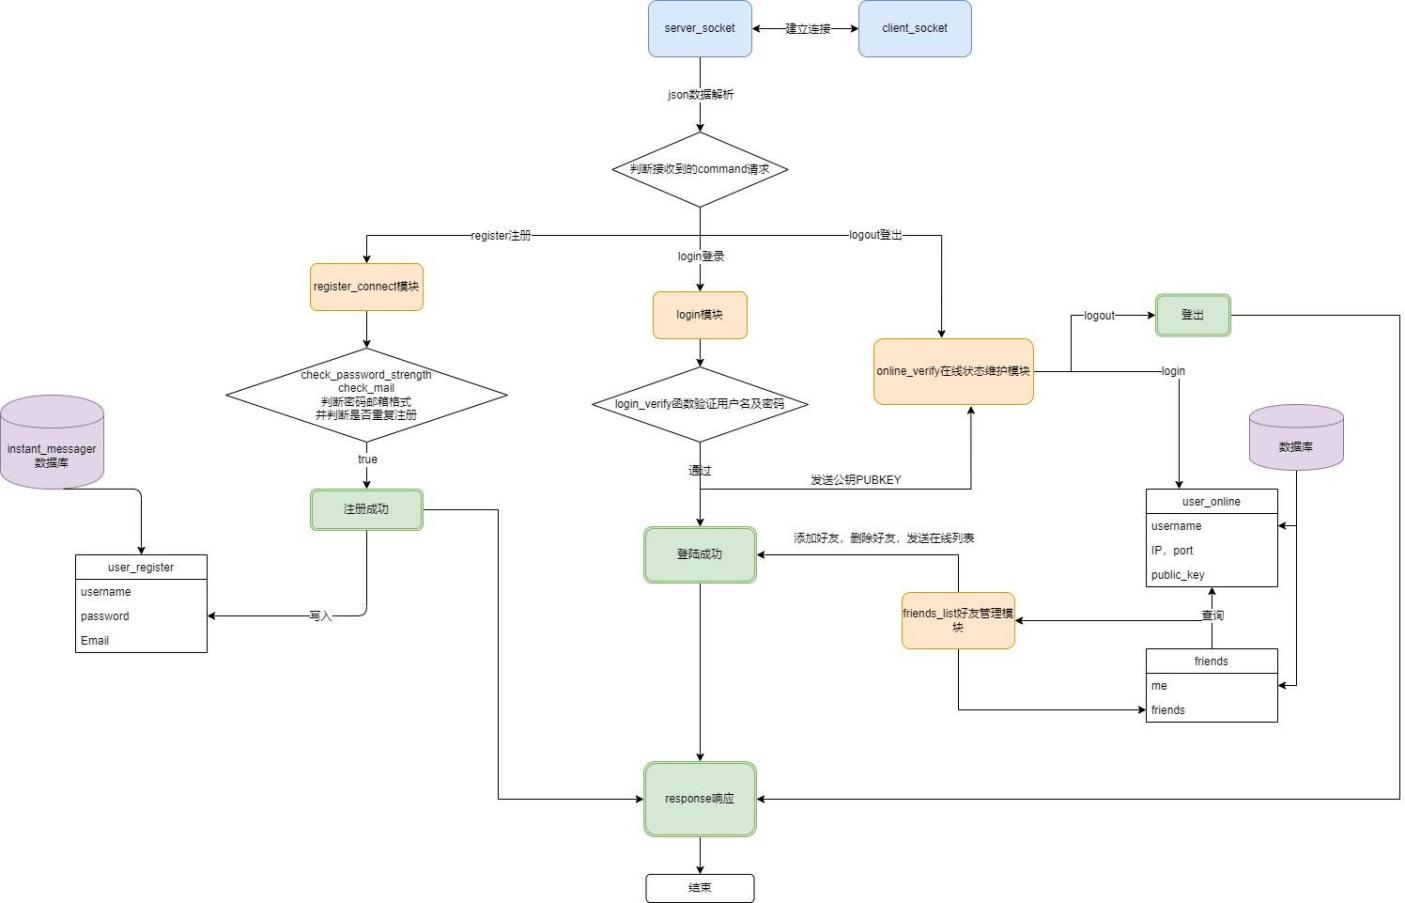 server_socket
建立连接
client_socket
json数据解析
判断接收到的command请求
register注册
logout登出
login登录
register_connect模块
login模块
logout
登出
online_verify在线状态维护模块
login
check_password_strength
check_mail
判断密码邮箱格式
并判断是否重复注册
login_verify函数验证用户名及密码
instant_messager
数据库
数据库
true
通过
发送公钥PUBKEY
注册成功
user_online
username
IP，port
public_key
添加好友，删除好友，发送在线列表
登陆成功
user_register
username
password
Email
写入
friends_list好友管理模
块
查询
friends
me
friends
response响应
结束